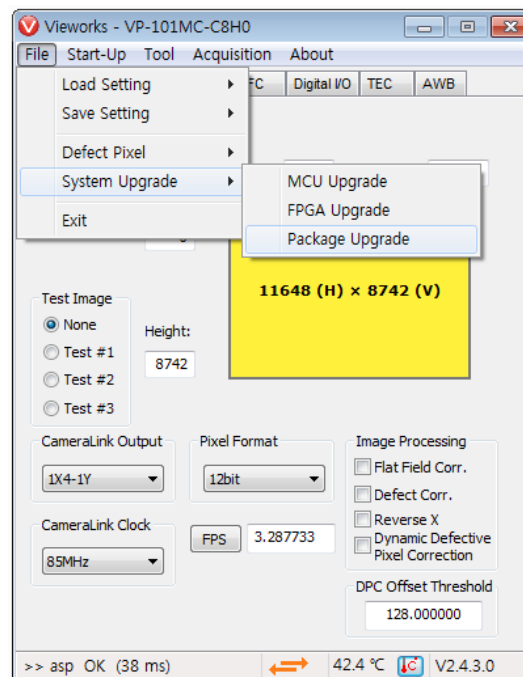 Vieworks - VP-101MC-C8H0
File Start-Up Tool Acquisition About
FC Digital I/O TEC AWB
Load Setting
Save Setting
Defect Pixel
System Upgrade
Exit
MCU Upgrade
FPGA Upgrade
Package Upgrade
11648 (H) × 8742 (V)
Test Image
None
Test #1
Test #2
Test #3
Height:
8742
CameraLink Output
1X4-1Y
Pixel Format
12bit
Image Processing
Flat Field Corr.
Defect Corr.
Reverse X
Dynamic Defective
Pixel Correction
CameraLink Clock
85MHz
FPS 3.287733
DPC Offset Threshold
128.000000
>> asp OK (38 ms) 42.4 ℃ V2.4.3.0